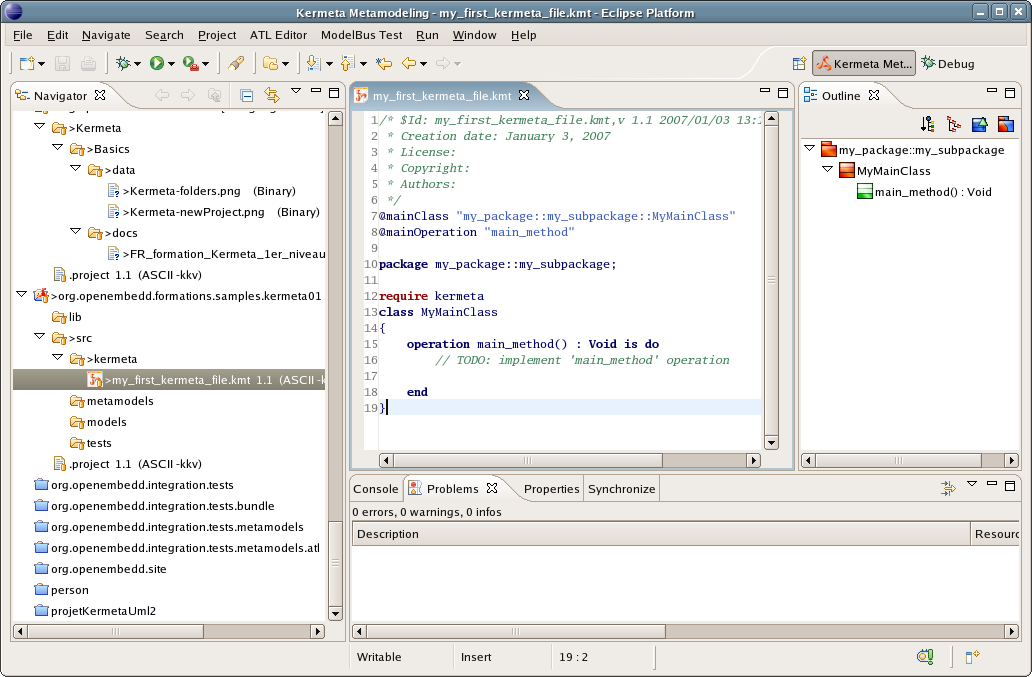 Kermeta Metamodeling - my_first_kermeta_file.kmt - Eclipse Platform
File Edit Navigate Search Project ATL Editor ModelBus Test Run Window Help
Kermeta Met... Debug
Navigator
>Kermeta
>Basics
>data
>Kermeta-folders.png (Binary)
>Kermeta-newProject.png (Binary)
>docs
>FR_formation_Kermeta_1er_niveau
.project 1.1 (ASCII -kkv)
>org.openembedd.formations.samples.kermeta01
lib
>src
>kermeta
>my_first_kermeta_file.kmt 1.1 (ASCII -k
metamodels
models
tests
.project 1.1 (ASCII -kkv)
org.openembedd.integration.tests
org.openembedd.integration.tests.bundle
org.openembedd.integration.tests.metamodels
org.openembedd.integration.tests.metamodels.atl
org.openembedd.site
person
projetKermetaUml2
my_first_kermeta_file.kmt
1 /* $Id: my_first_kermeta_file.kmt,v 1.1 2007/01/03 13:
2 * Creation date: January 3, 2007
3 * License:
4 * Copyright:
5 * Authors:
6 */
7 @mainClass "my_package::my_subpackage::MyMainClass"
8 @mainOperation "main_method"
9
10 package my_package::my_subpackage;
11
12 require kermeta
13 class MyMainClass
14 {
15 operation main_method() : Void is do
16 // TODO: implement 'main_method' operation
17
18 end
19 }
Outline
my_package::my_subpackage
MyMainClass
main_method() : Void
Console Problems Properties Synchronize
0 errors, 0 warnings, 0 infos
Description Resourc
Writable Insert 19 : 2